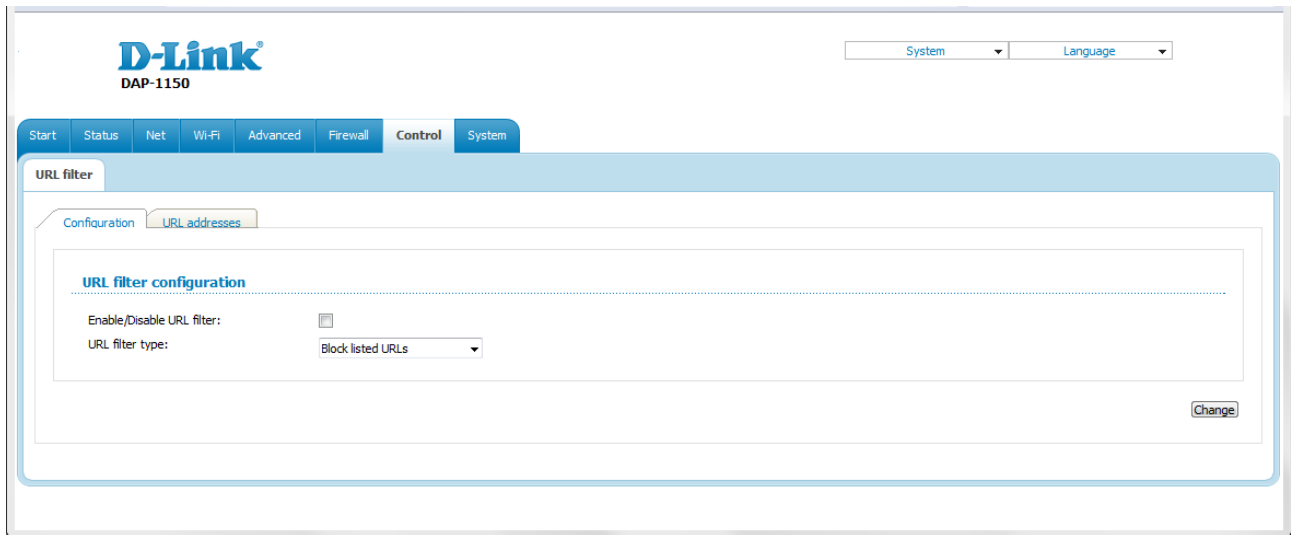 D-Link®
DAP-1150
System Language
Start Status Net Wi-Fi Advanced Firewall Control System
URL filter
Configuration URL addresses
URL filter configuration
Enable/Disable URL filter:
URL filter type: Block listed URLs
Change